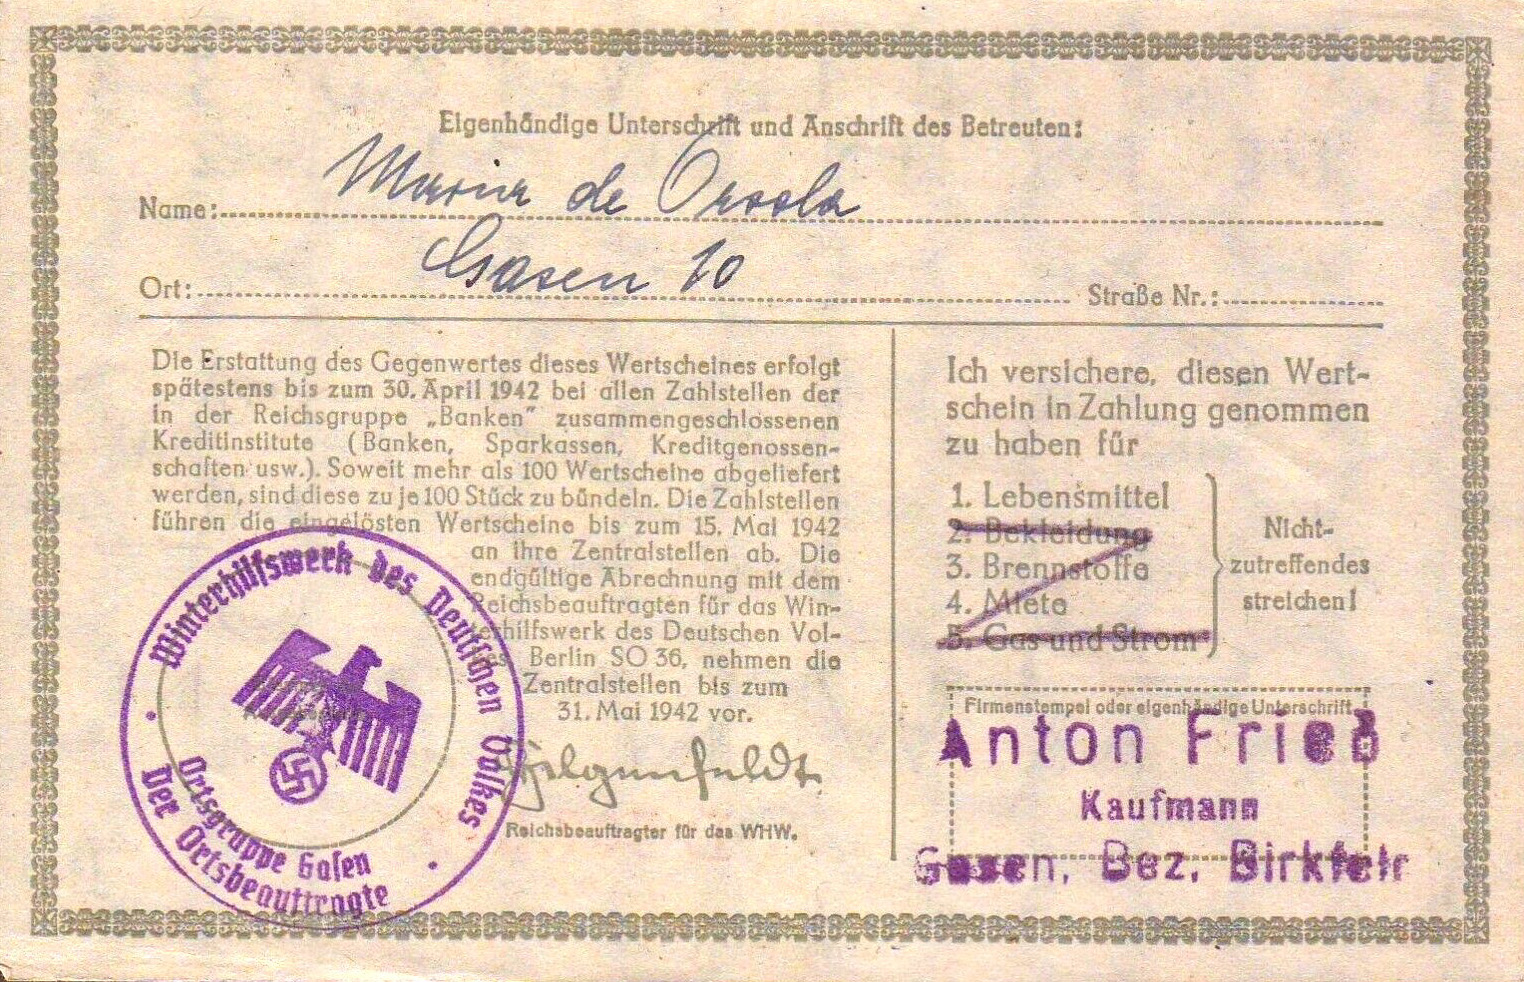 Eigenhändige Unterschrift und Anschrift des Betreuten:
Name: Maria de Orsola
Ort: Gasen 10 Straße Nr.:
Die Erstattung des Gegenwertes dieses Wertscheines erfolgt
spätestens bis zum 30. April 1942 bei allen Zahlstellen der
in der Reichsgruppe „Banken" zusammengeschlossenen
Kreditinstitute (Banken, Sparkassen, Kreditgenossen-
schaften usw.). Soweit mehr als 100 Wertscheine abgeliefert
werden, sind diese zu je 100 Stück zu bündeln. Die Zahlstellen
führen die eingelösten Wertscheine bis zum 15. Mai 1942
an ihre Zentralstellen ab. Die
endgültige Abrechnung mit dem
Reichsbeauftragten für das Win-
terhilfswerk des Deutschen Vol-
kes Berlin SO 36, nehmen die
Zentralstellen bis zum
31. Mai 1942 vor.
Hilgenfeldt
Reichsbeauftragter für das WHW.
Winterhilfswerk des Deutschen Volkes
Ortsgruppe Gasen
Der Ortsbeauftragte
Ich versichere, diesen Wert-
schein in Zahlung genommen
zu haben für
1. Lebensmittel
2. Bekleidung
3. Brennstoffe
4. Miete
5. Gas und Strom
Nicht-
zutreffendes
streichen!
Firmenstempel oder eigenhändige Unterschrift
Anton Frieß
Kaufmann
Gasen, Bez.